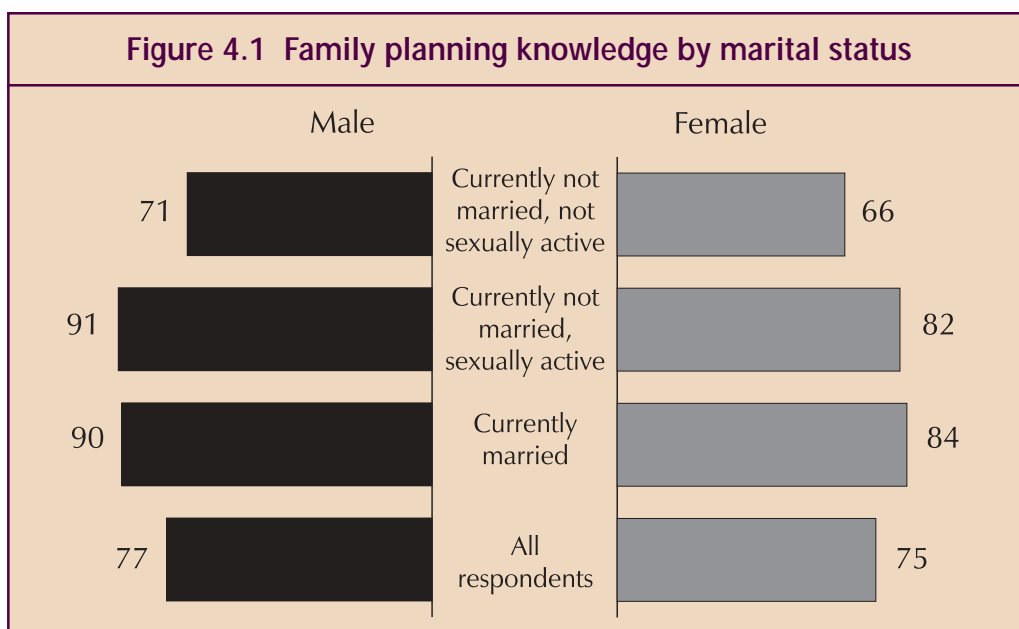 Figure 4.1 Family planning knowledge by marital status
Male
Female
71
Currently not
married, not
sexually active
66
91
Currently not
married,
sexually active
82
90
Currently
married
84
77
All
respondents
75